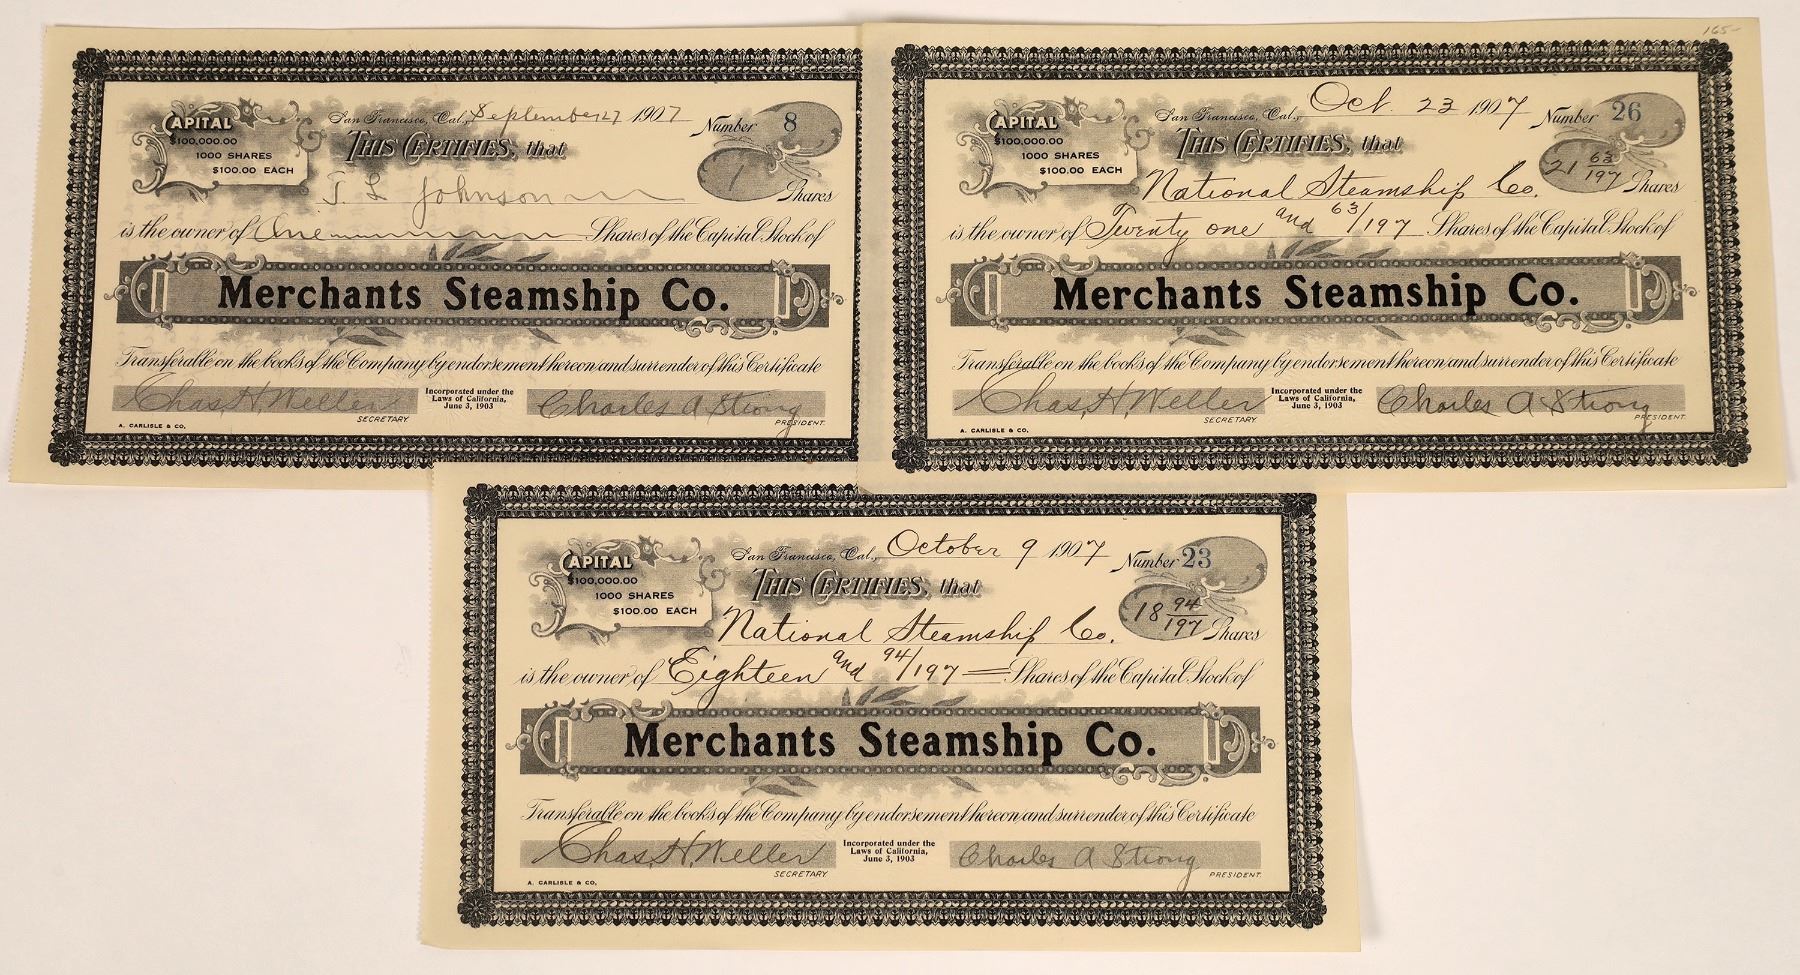 CAPITAL
$100,000.00
1000 SHARES
$100.00 EACH
San Francisco, Cal., September 27 1907
Number 8
THIS CERTIFIES, that
1 Shares
T. L Johnson
is the owner of One Shares of the Capital Stock of
Merchants Steamship Co.
Transferable on the books of the Company by endorsement hereon and surrender of this Certificate
Chas. H. Weller
SECRETARY.
Incorporated under the
Laws of California,
June 3, 1903
Charles A Strong
PRESIDENT.
A. CARLISLE & CO.
165-
CAPITAL
$100,000.00
1000 SHARES
$100.00 EACH
San Francisco, Cal., Oct. 23 1907
Number 26
THIS CERTIFIES, that
21 63/197 Shares
National Steamship Co.
is the owner of Twenty one and 63/197 Shares of the Capital Stock of
Merchants Steamship Co.
Transferable on the books of the Company by endorsement hereon and surrender of this Certificate
Chas. H. Weller
SECRETARY.
Incorporated under the
Laws of California,
June 3, 1903
Charles A Strong
PRESIDENT.
A. CARLISLE & CO.
CAPITAL
$100,000.00
1000 SHARES
$100.00 EACH
San Francisco, Cal., October 9 1907
Number 23
THIS CERTIFIES, that
18 94/197 Shares
National Steamship Co.
is the owner of Eighteen and 94/197 Shares of the Capital Stock of
Merchants Steamship Co.
Transferable on the books of the Company by endorsement hereon and surrender of this Certificate
Chas. H. Weller
SECRETARY.
Incorporated under the
Laws of California,
June 3, 1903
Charles A Strong
PRESIDENT.
A. CARLISLE & CO.